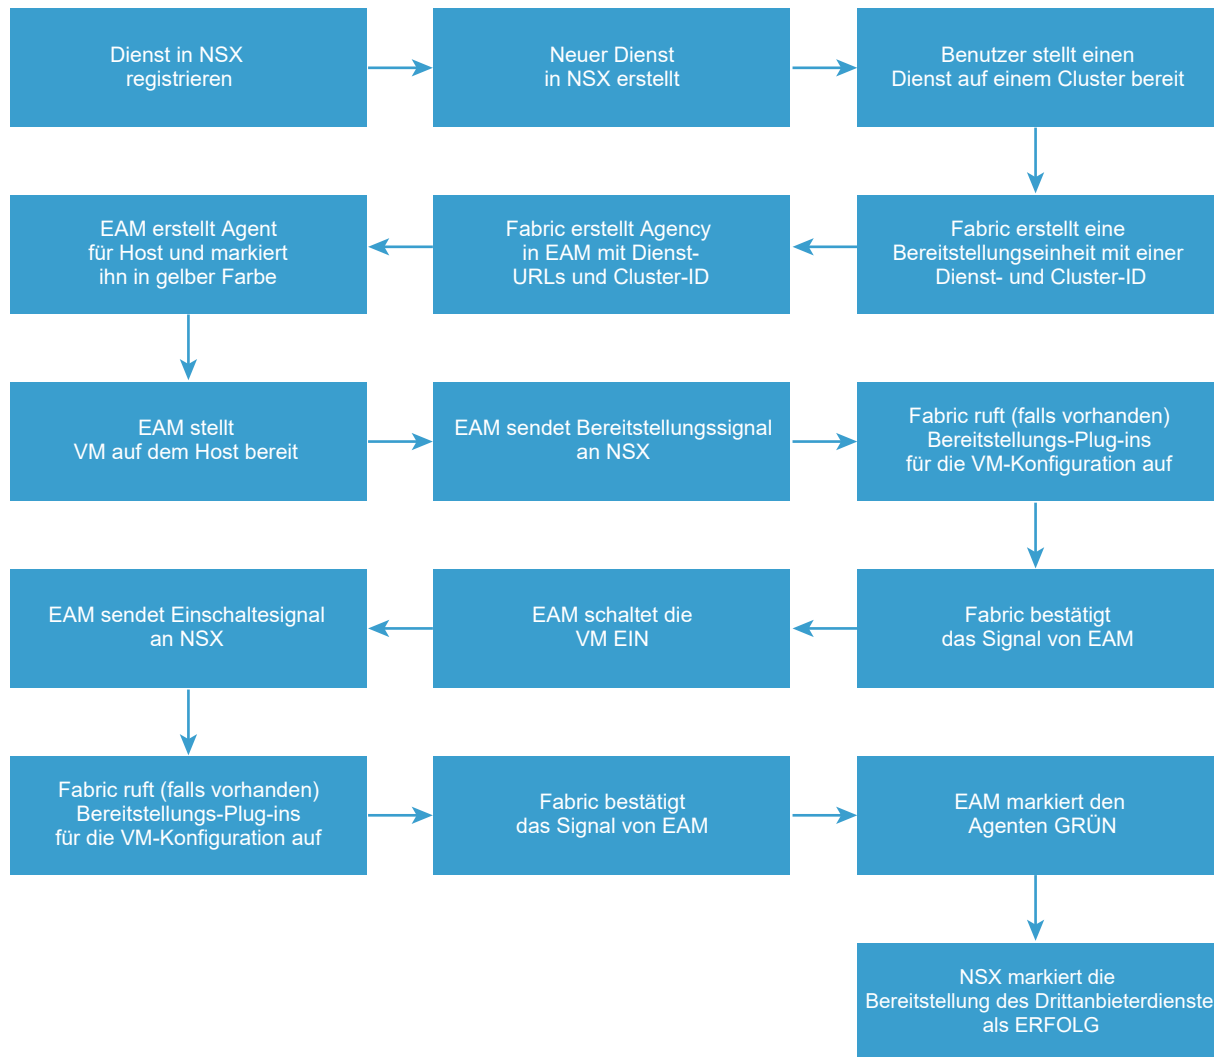 Dienst in NSX
registrieren
Neuer Dienst
in NSX erstellt
Benutzer stellt einen
Dienst auf einem Cluster bereit
Fabric erstellt eine
Bereitstellungseinheit mit einer
Dienst- und Cluster-ID
Fabric erstellt Agency
in EAM mit Dienst-
URLs und Cluster-ID
EAM erstellt Agent
für Host und markiert
ihn in gelber Farbe
EAM stellt
VM auf dem Host bereit
EAM sendet Bereitstellungssignal
an NSX
Fabric ruft (falls vorhanden)
Bereitstellungs-Plug-ins
für die VM-Konfiguration auf
Fabric bestätigt
das Signal von EAM
EAM schaltet die
VM EIN
EAM sendet Einschaltesignal
an NSX
Fabric ruft (falls vorhanden)
Bereitstellungs-Plug-ins
für die VM-Konfiguration auf
Fabric bestätigt
das Signal von EAM
EAM markiert den
Agenten GRÜN
NSX markiert die
Bereitstellung des Drittanbieterdienste
als ERFOLG